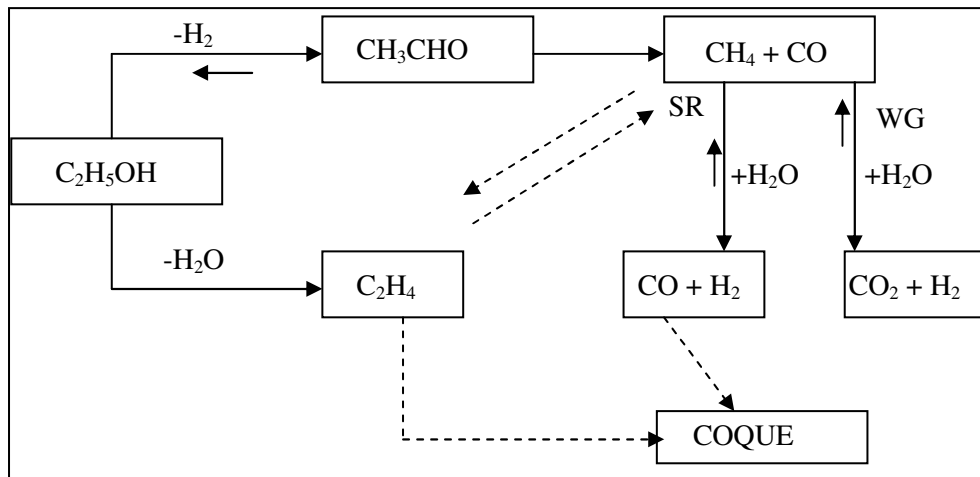 -H₂
CH₃CHO
CH₄ + CO
SR
WG
C₂H₅OH
+H₂O
+H₂O
-H₂O
C₂H₄
CO + H₂
CO₂ + H₂
COQUE